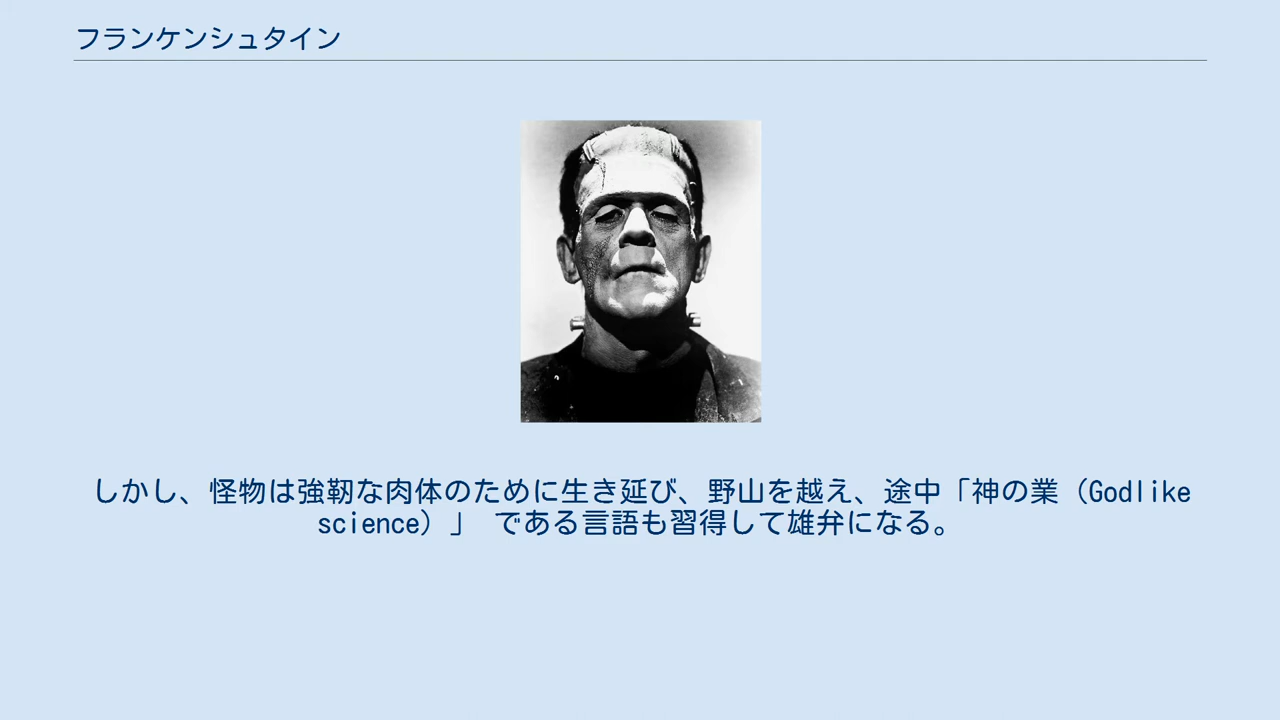 フランケンシュタイン
しかし、怪物は強靭な肉体のために生き延び、野山を越え、途中「神の業（Godlike
science）」 である言語も習得して雄弁になる。